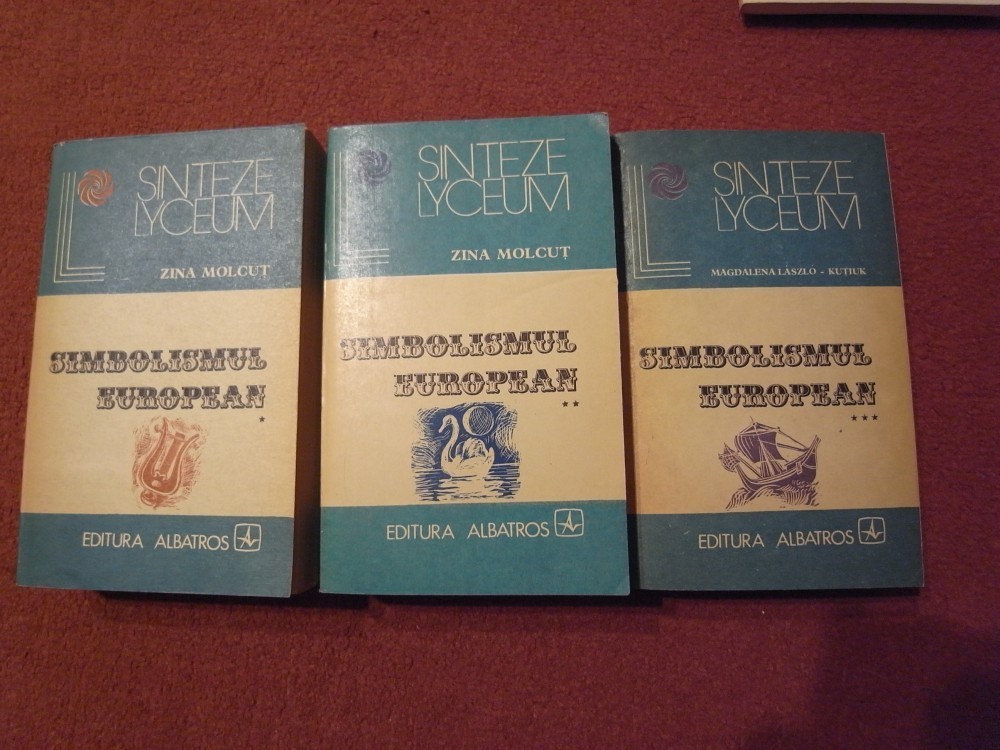 SINTEZE
LYCEUM
ZINA MOLCUȚ
SIMBOLISMUL
EUROPEAN
*
EDITURA ALBATROS
SINTEZE
LYCEUM
ZINA MOLCUȚ
SIMBOLISMUL
EUROPEAN
**
EDITURA ALBATROS
SINTEZE
LYCEUM
MAGDALENA LÁSZLÓ - KUȚIUK
SIMBOLISMUL
EUROPEAN
***
EDITURA ALBATROS